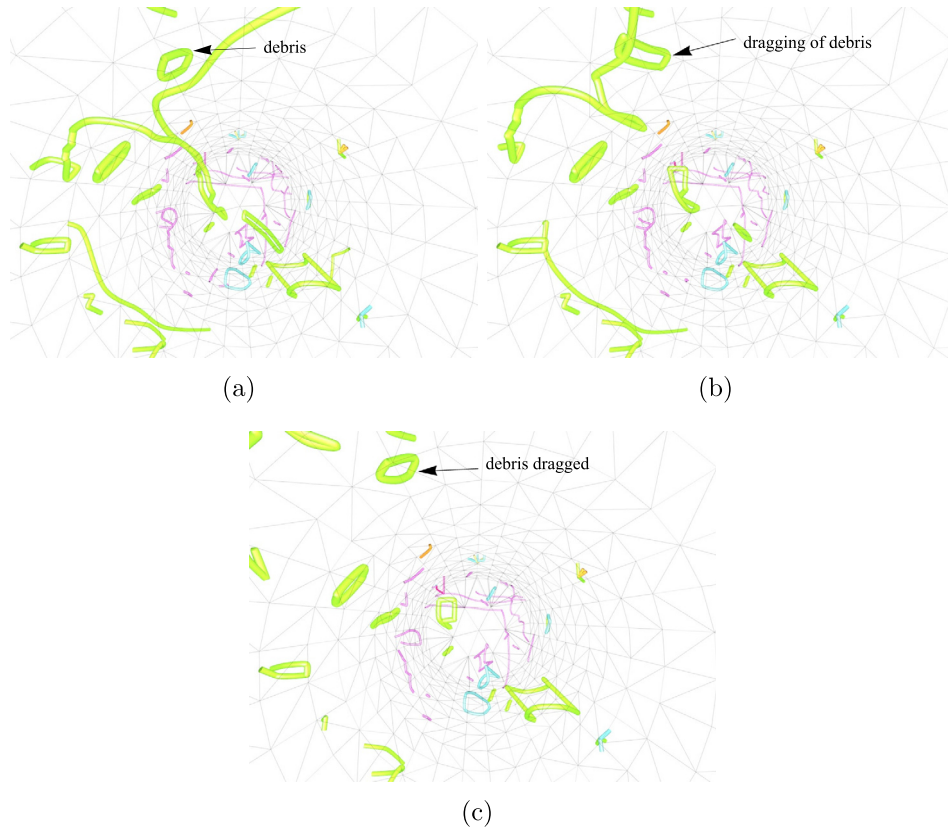 debris
dragging of debris
(a)
(b)
debris dragged
(c)